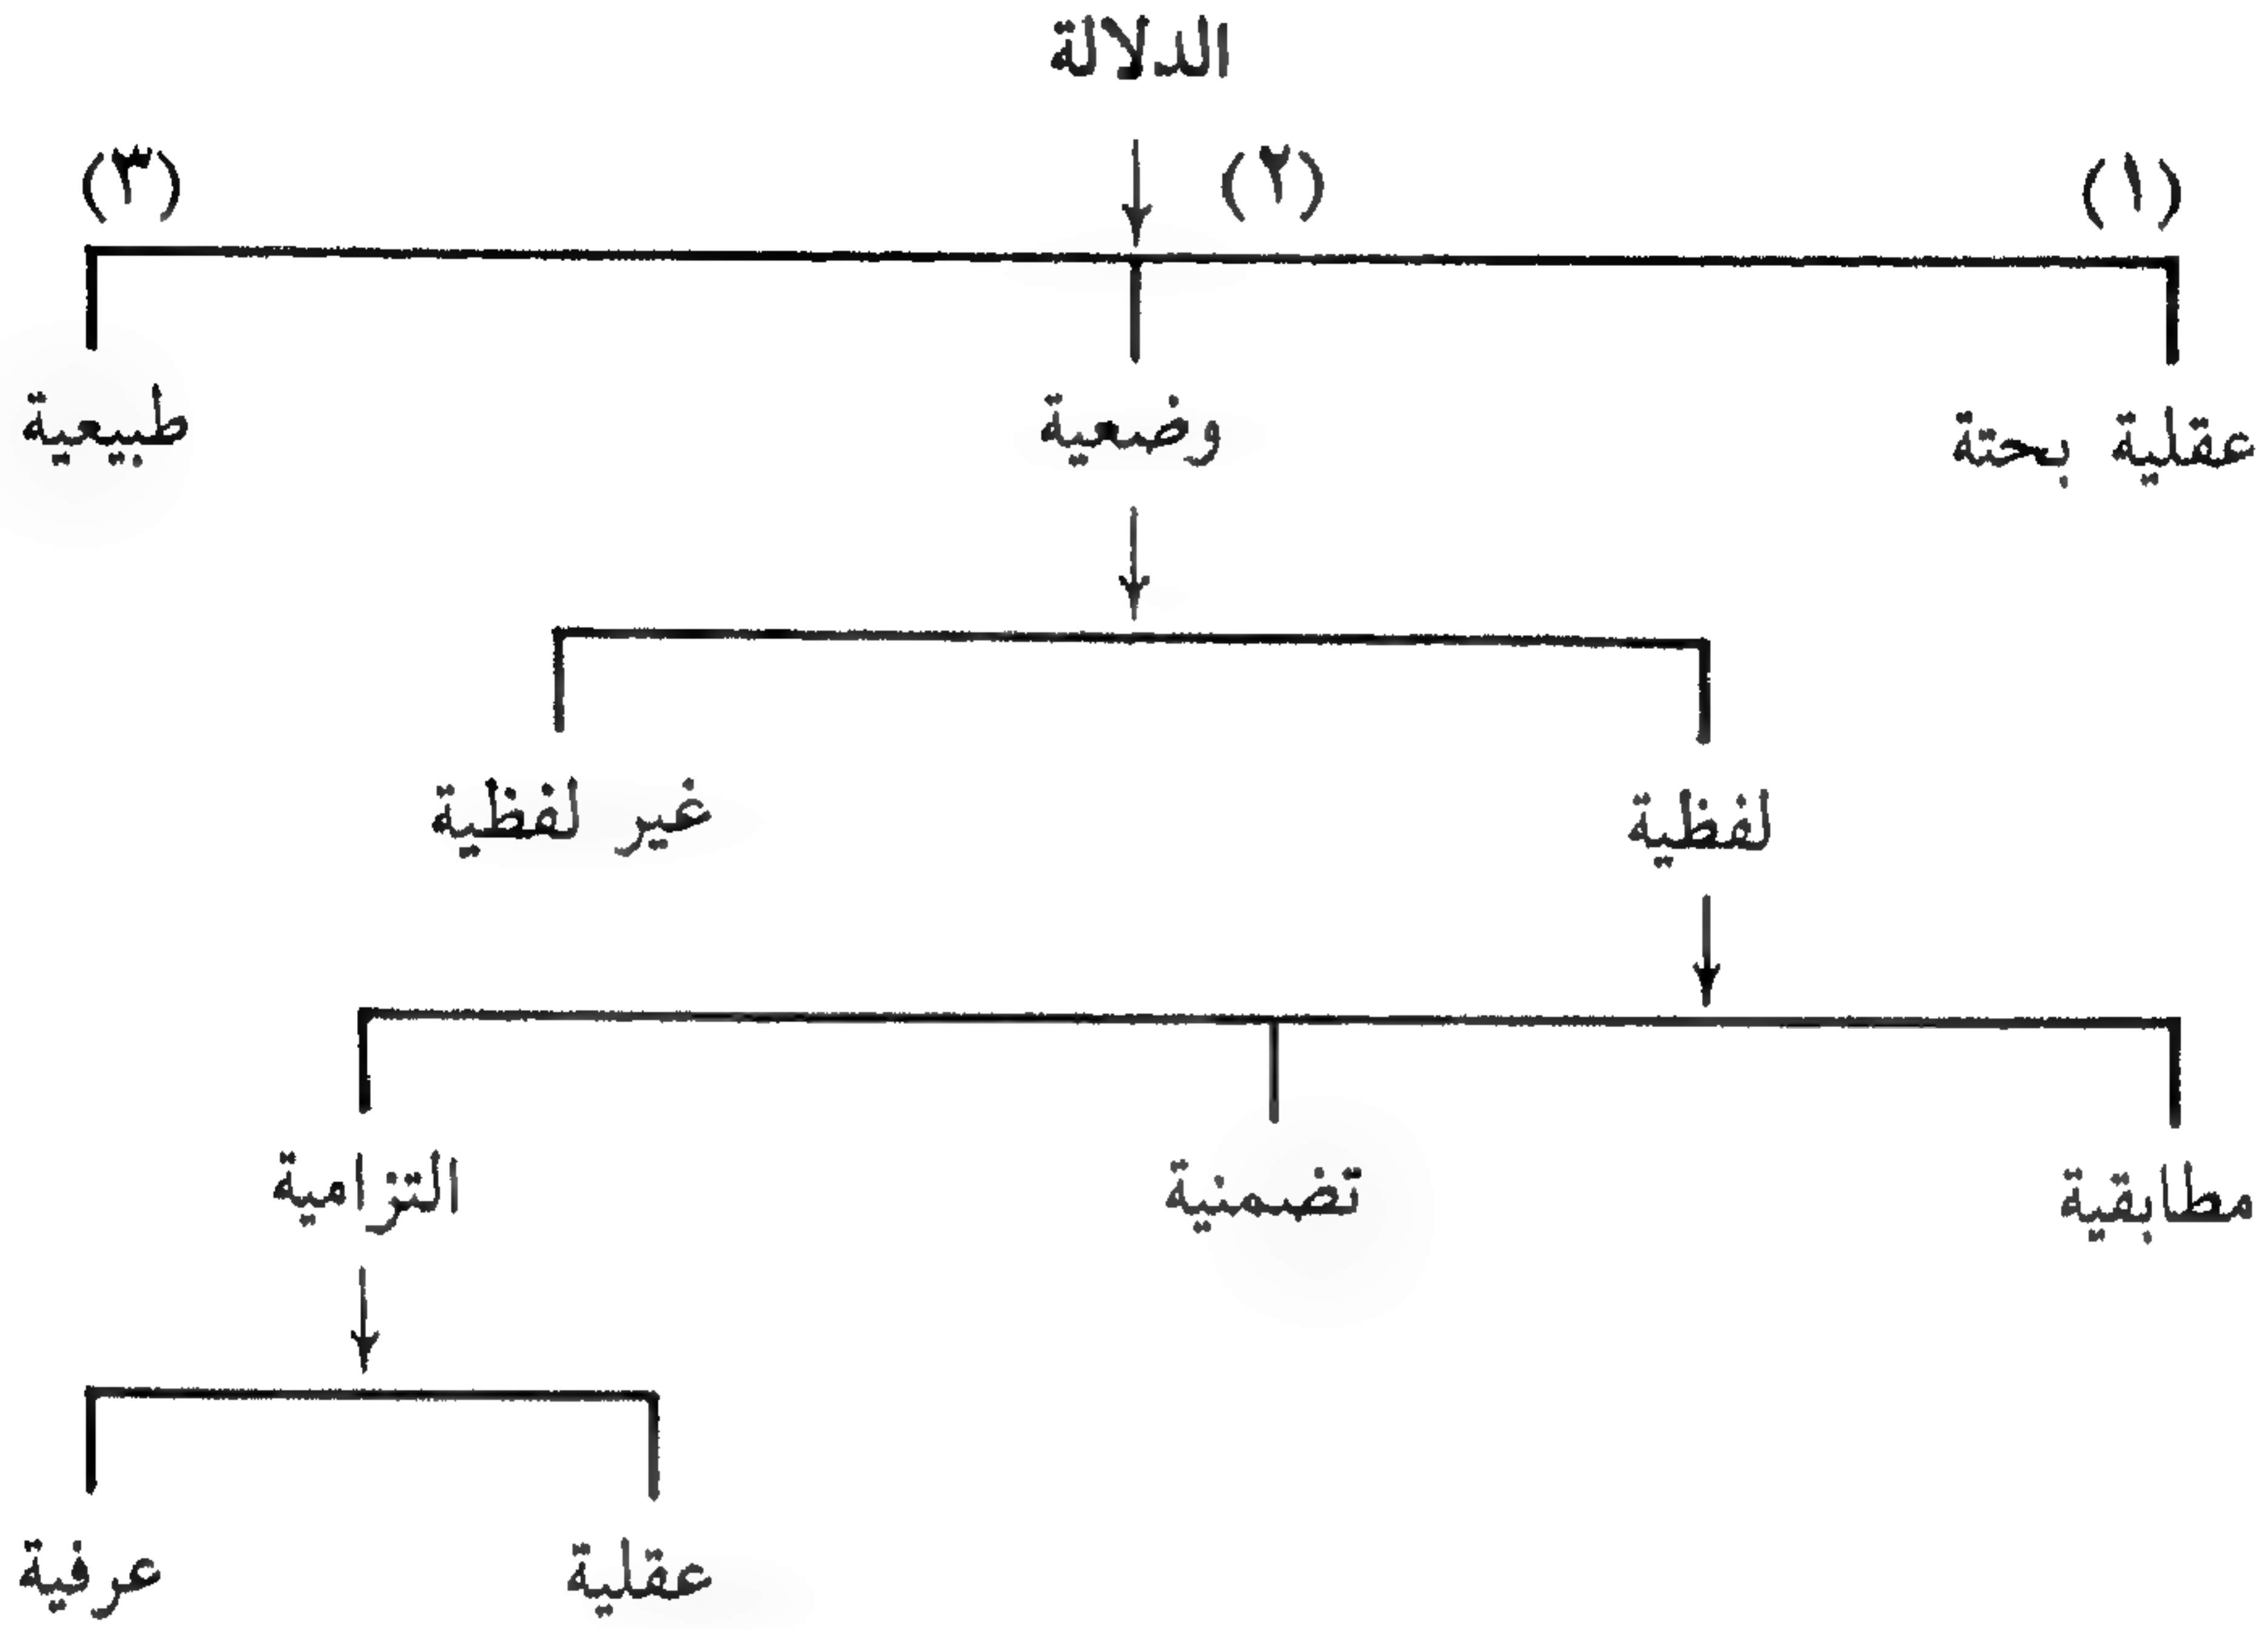 الدلالة
(١) (٢) (٣)
عقلية بحتة وضعية طبيعية
لفظية غير لفظية
مطابقية تضمنية التزامية
عقلية عرفية